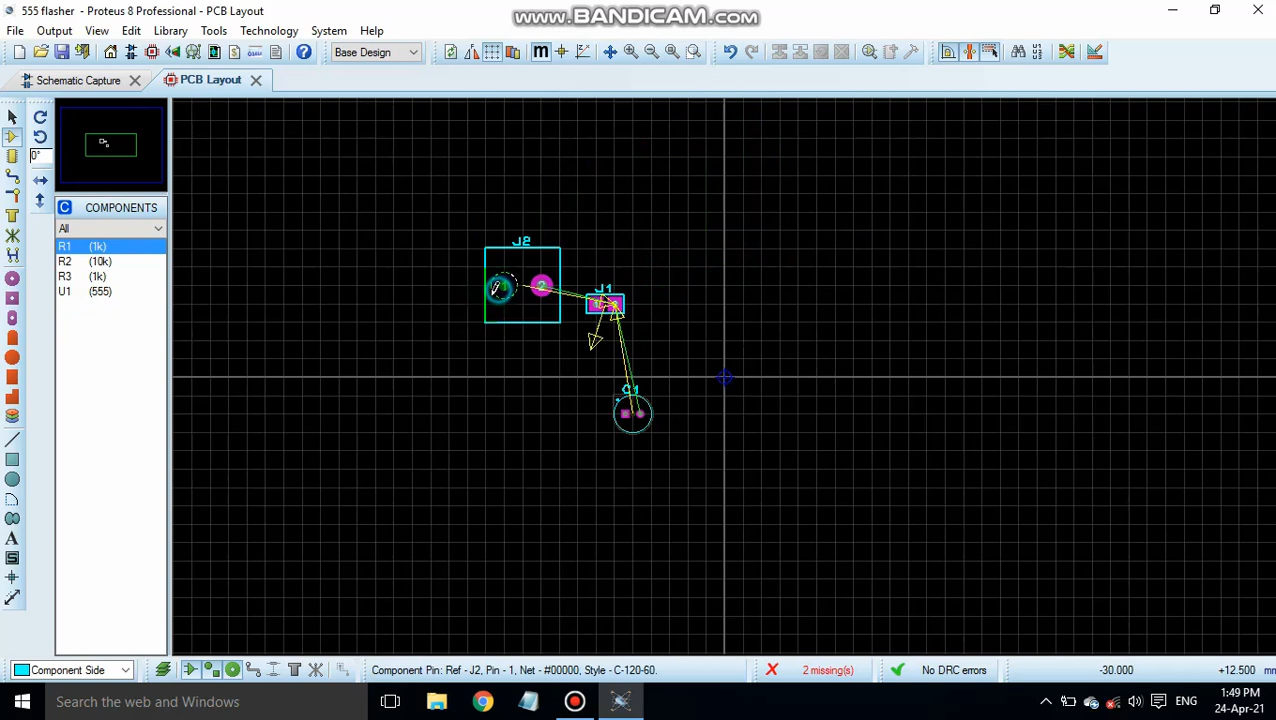 555 flasher - Proteus 8 Professional - PCB Layout
www.BANDICAM.com
File Output View Edit Library Tools Technology System Help
Base Design
Schematic Capture
PCB Layout
0°
C COMPONENTS
All
R1 (1k)
R2 (10k)
R3 (1k)
U1 (555)
J2
2
J1
C1
Component Side
Component Pin: Ref - J2, Pin - 1, Net - #00000, Style - C-120-60.
2 missing(s)
No DRC errors
-30.000
+12.500
Search the web and Windows
ENG
1:49 PM
24-Apr-21